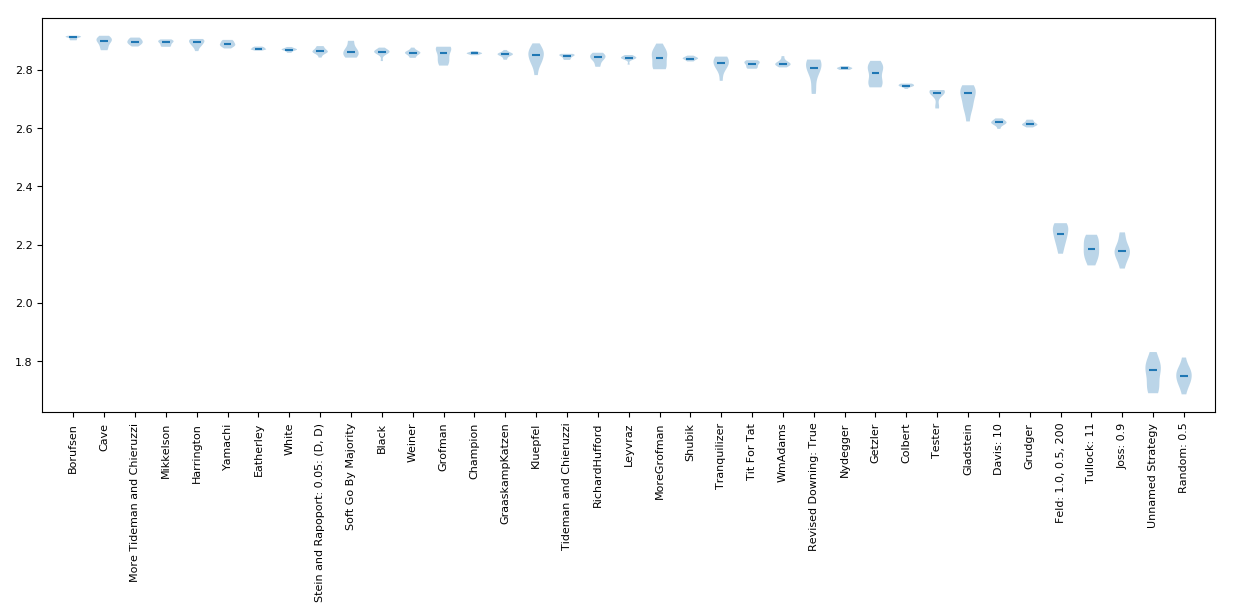 2.8
2.6
2.4
2.2
2.0
1.8
Borufsen
Cave
More Tideman and Chieruzzi
Mikkelson
Harrington
Yamachi
Eatherley
White
Stein and Rapoport: 0.05: (D, D)
Soft Go By Majority
Black
Weiner
Grofman
Champion
GraaskampKatzen
Kluepfel
Tideman and Chieruzzi
RichardHufford
Leyvraz
MoreGrofman
Shubik
Tranquilizer
Tit For Tat
WmAdams
Revised Downing: True
Nydegger
Getzler
Colbert
Tester
Gladstein
Davis: 10
Grudger
Feld: 1.0, 0.5, 200
Tullock: 11
Joss: 0.9
Unnamed Strategy
Random: 0.5